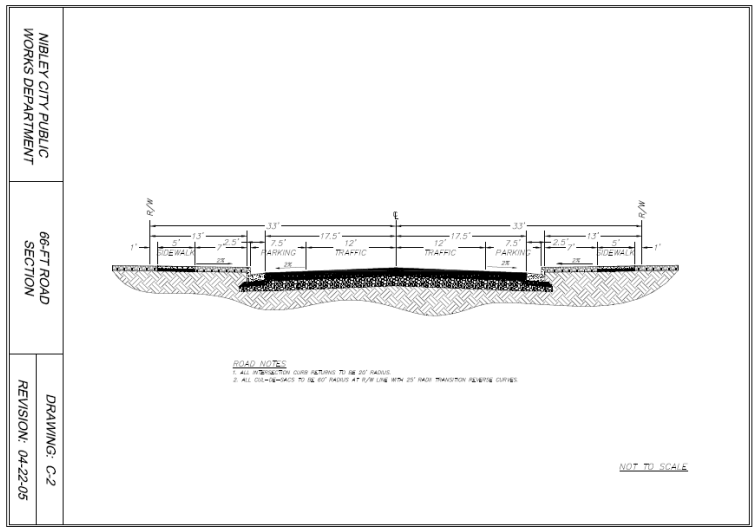 NIBLEY CITY PUBLIC
WORKS DEPARTMENT
66-FT ROAD
SECTION
DRAWING: C-2
REVISION: 04-22-05
R/W
℄
R/W
33'
33'
13'
17.5'
17.5'
13'
1'
5'
7'
2.5'
7.5'
12'
12'
7.5'
2.5'
7'
5'
1'
SIDEWALK
PARKING
TRAFFIC
TRAFFIC
PARKING
SIDEWALK
2%
2%
2%
2%
ROAD NOTES
1. ALL INTERSECTION CURB RETURNS TO BE 20' RADIUS.
2. ALL CUL-DE-SACS TO BE 60' RADIUS AT R/W LINE WITH 25' RADII TRANSITION REVERSE CURVES.
NOT TO SCALE